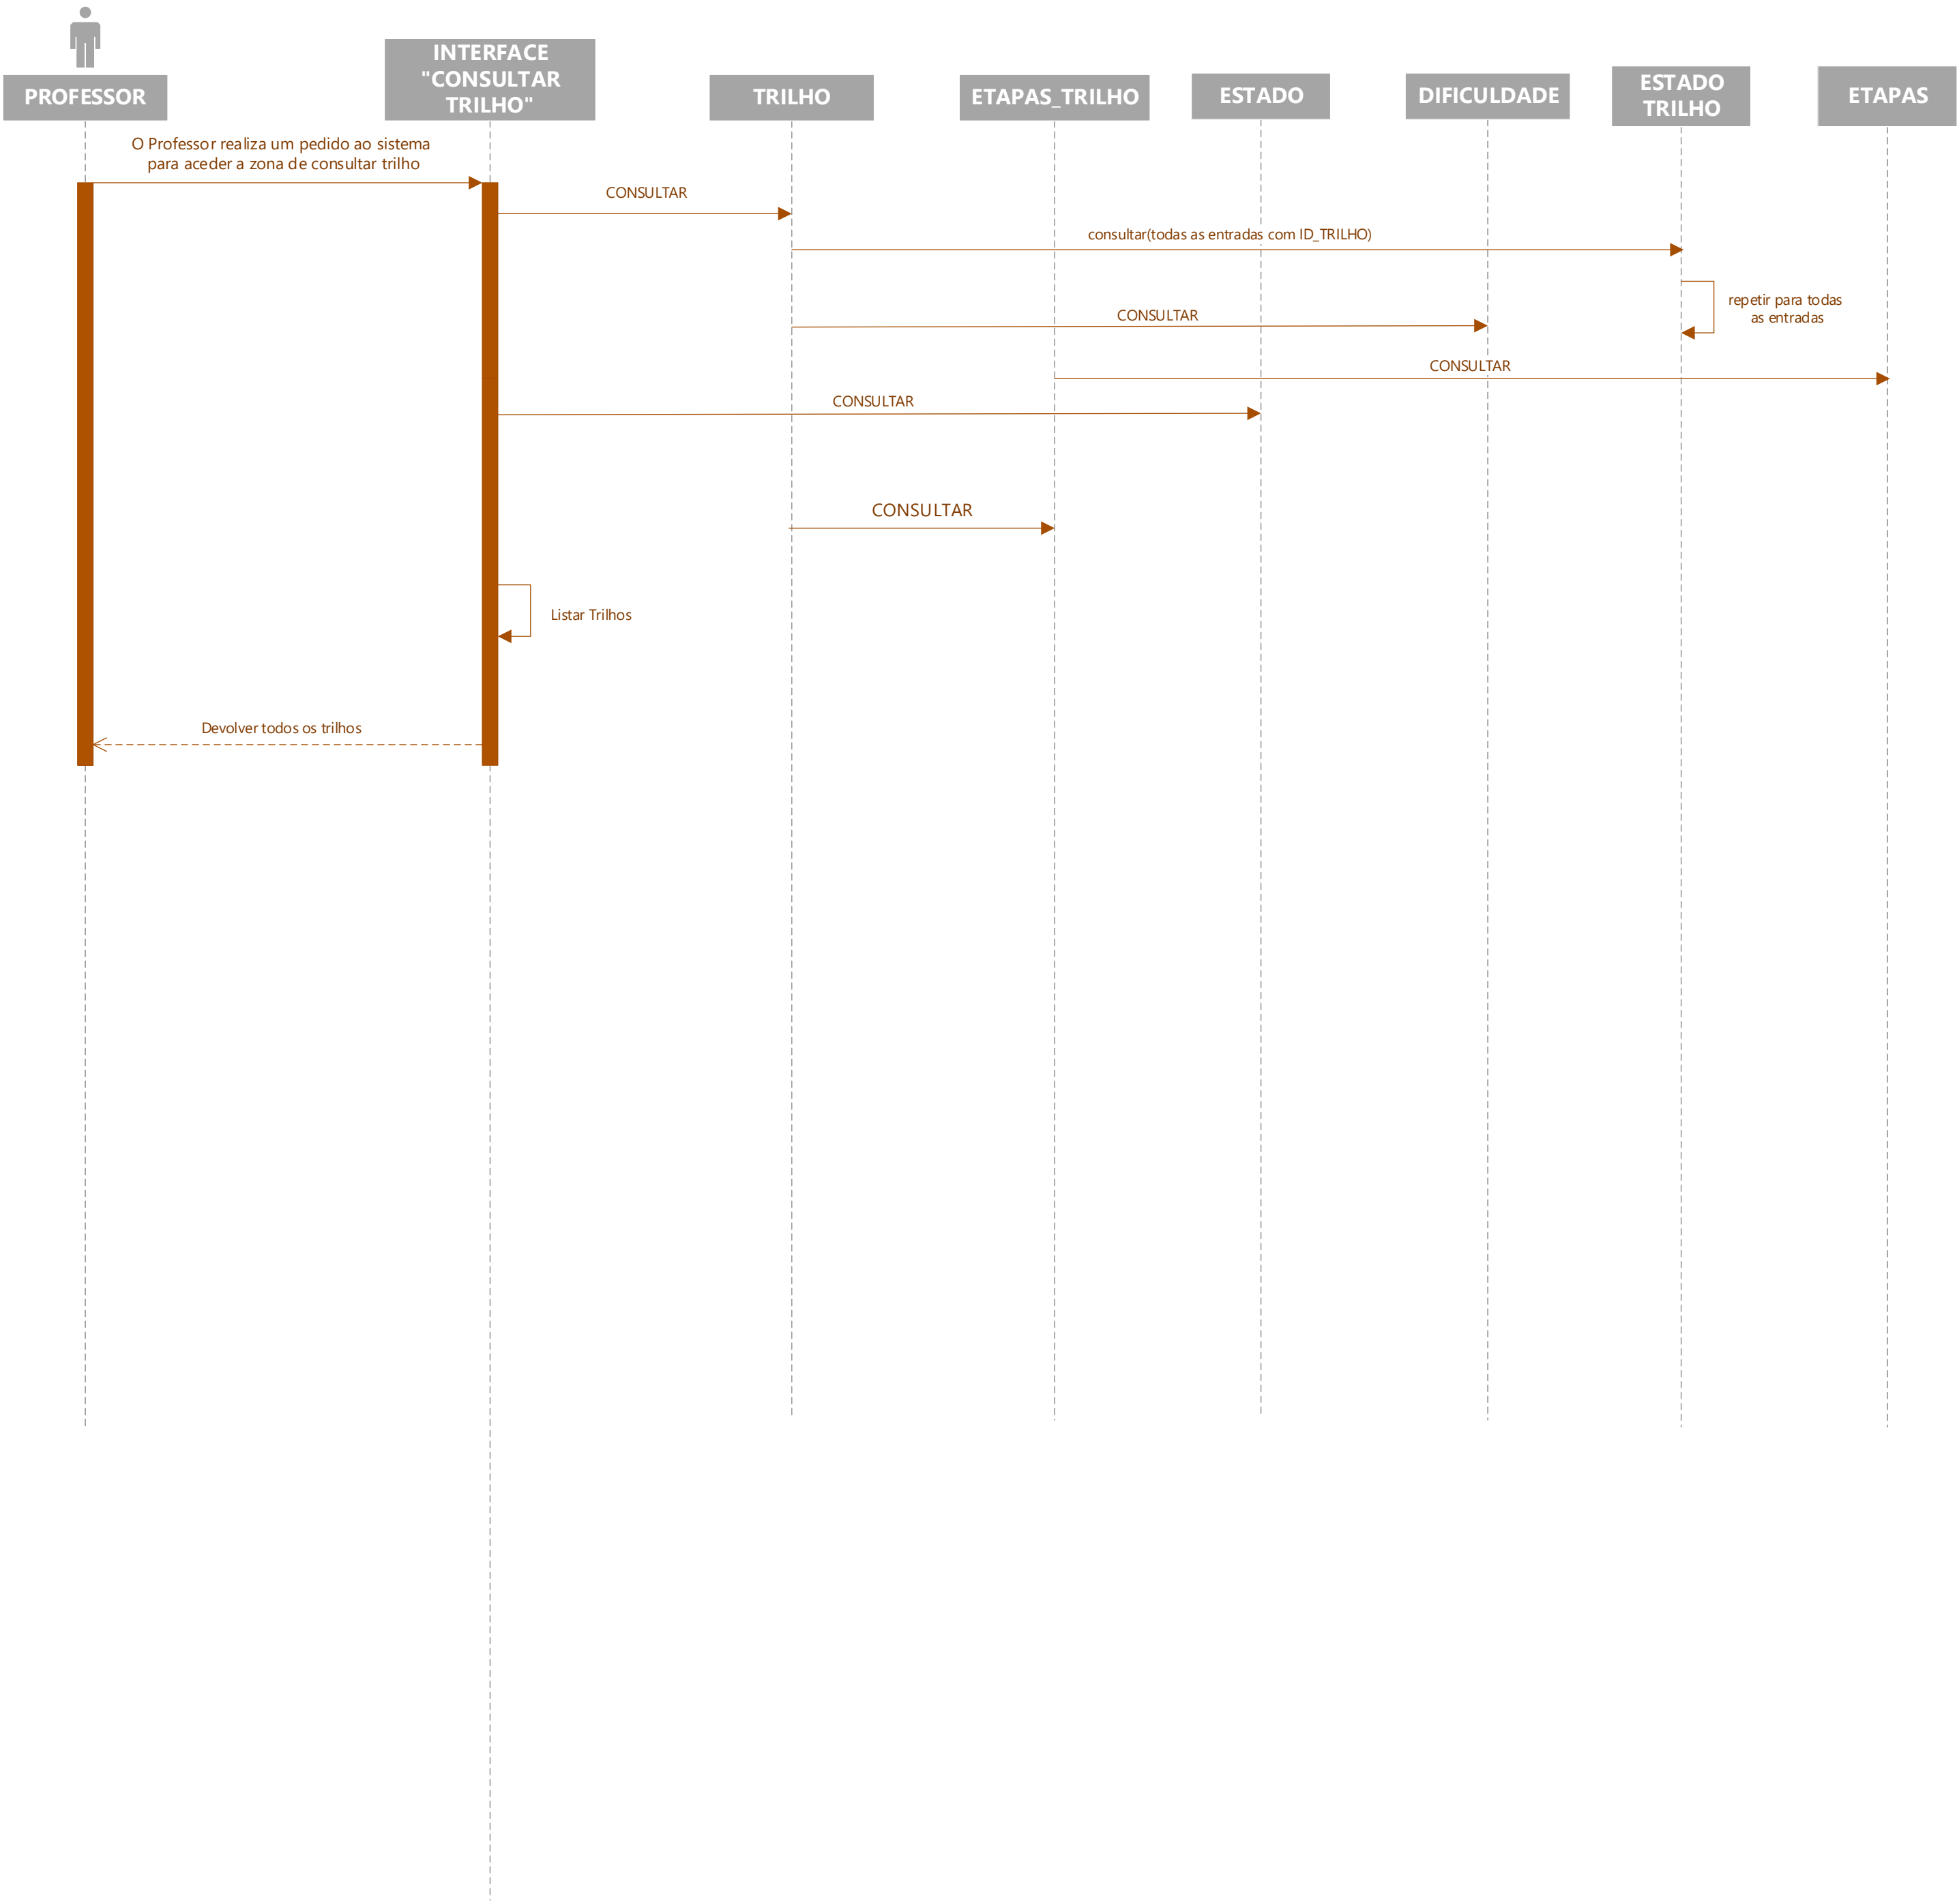 PROFESSOR
INTERFACE
"CONSULTAR
TRILHO"
TRILHO
ETAPAS_TRILHO
ESTADO
DIFICULDADE
ESTADO
TRILHO
ETAPAS
O Professor realiza um pedido ao sistema
para aceder a zona de consultar trilho
CONSULTAR
consultar(todas as entradas com ID_TRILHO)
repetir para todas
as entradas
CONSULTAR
CONSULTAR
CONSULTAR
CONSULTAR
Listar Trilhos
Devolver todos os trilhos